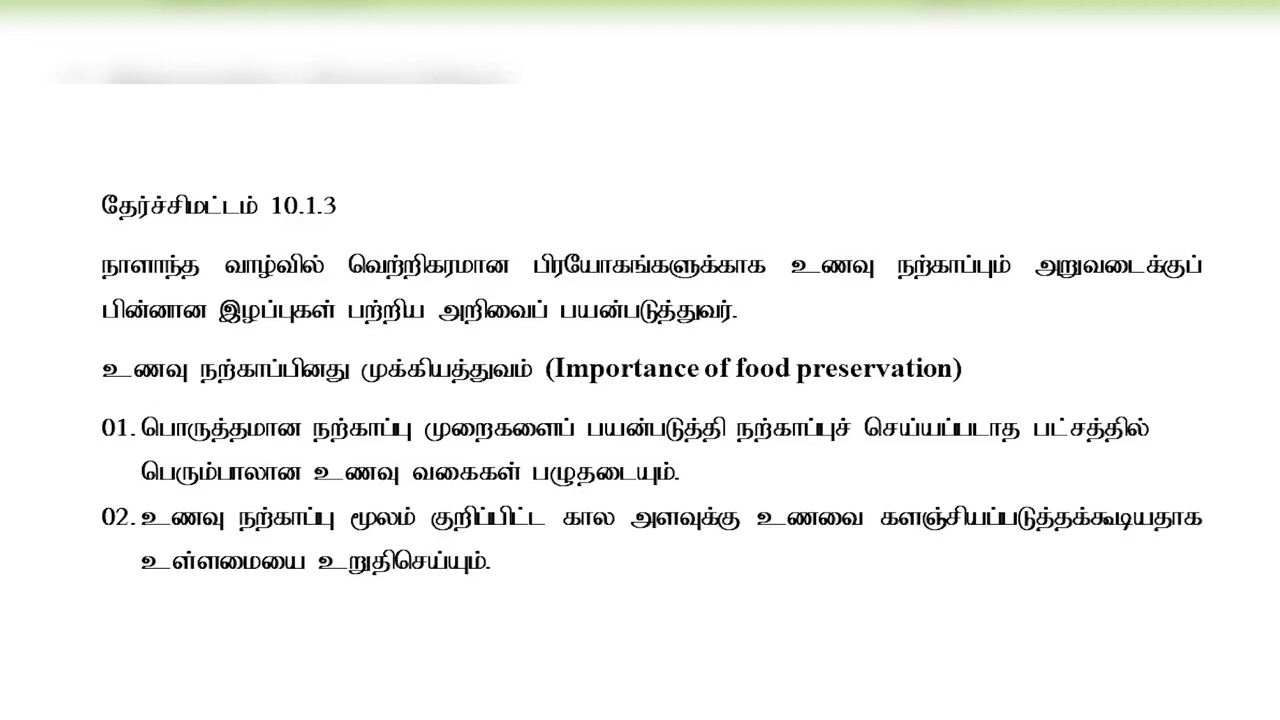 தேர்ச்சிமட்டம் 10.1.3
நாளாந்த வாழ்வில் வெற்றிகரமான பிரயோகங்களுக்காக உணவு நற்காப்பும் அறுவடைக்குப்
பின்னான இழப்புகள் பற்றிய அறிவைப் பயன்படுத்துவர்.
உணவு நற்காப்பினது முக்கியத்துவம் (Importance of food preservation)
01. பொருத்தமான நற்காப்பு முறைகளைப் பயன்படுத்தி நற்காப்புச் செய்யப்படாத பட்சத்தில்
பெரும்பாலான உணவு வகைகள் பழுதடையும்.
02. உணவு நற்காப்பு மூலம் குறிப்பிட்ட கால அளவுக்கு உணவை களஞ்சியப்படுத்தக்கூடியதாக
உள்ளமையை உறுதிசெய்யும்.